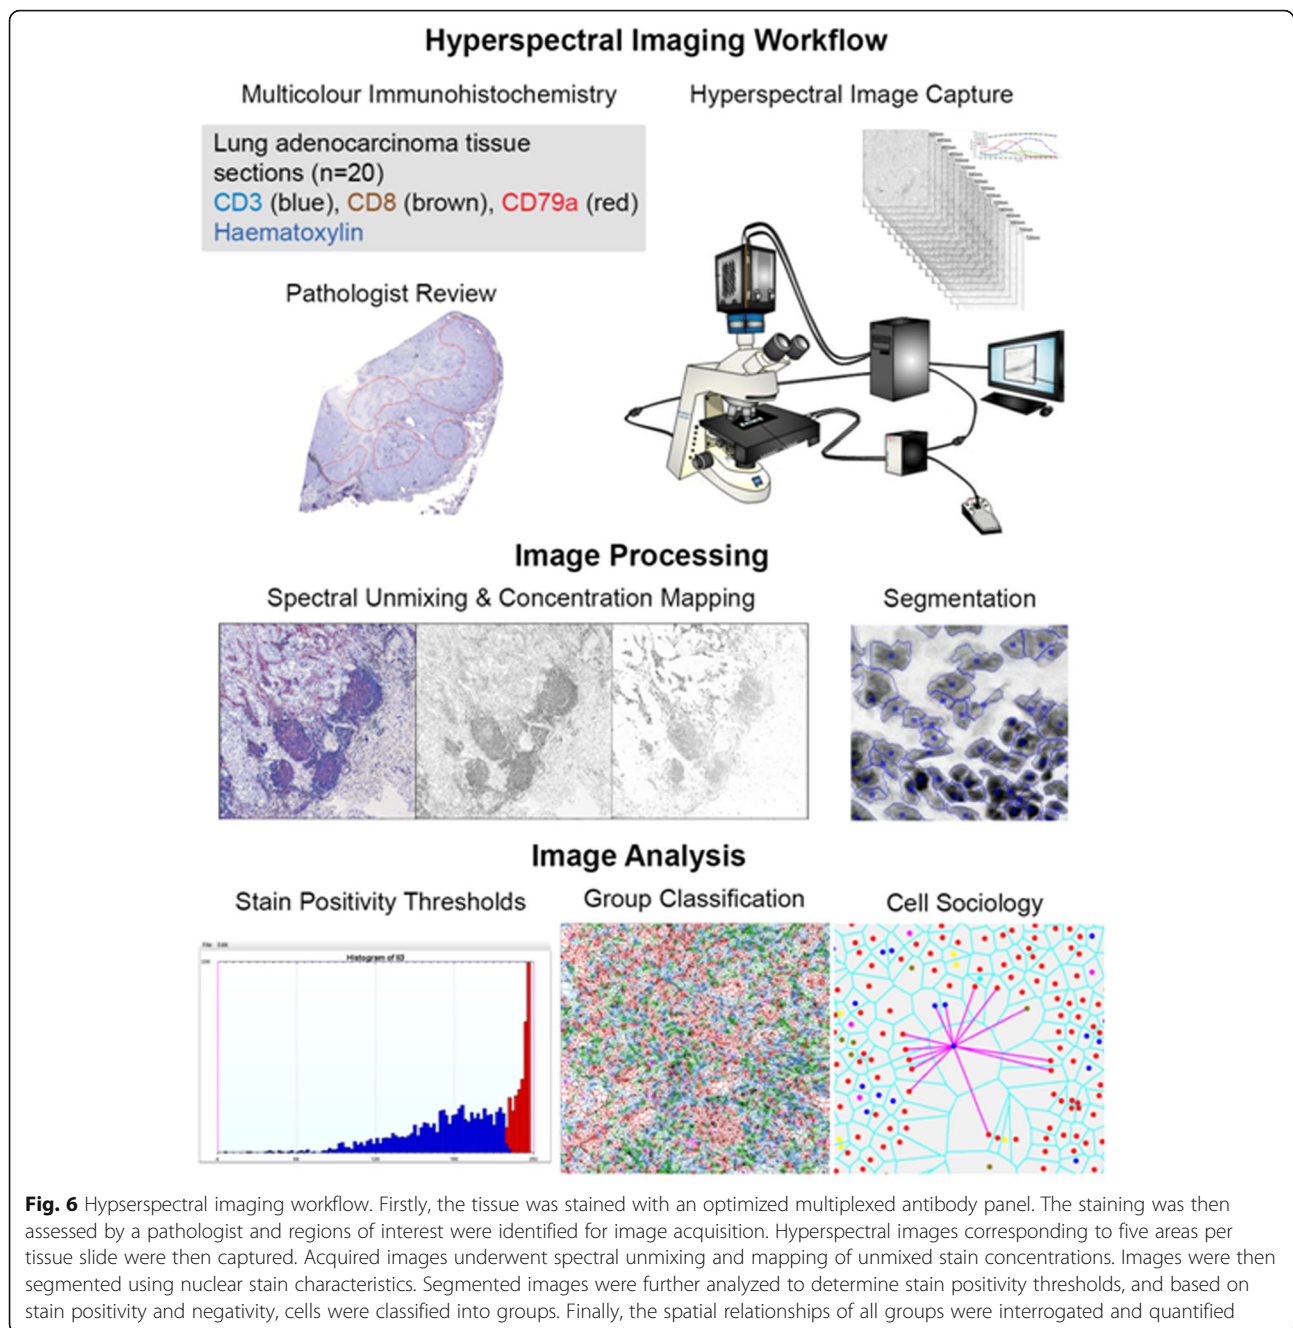 Hyperspectral Imaging Workflow
Multicolour Immunohistochemistry
Hyperspectral Image Capture
Lung adenocarcinoma tissue
sections (n=20)
CD3 (blue), CD8 (brown), CD79a (red)
Haematoxylin
Pathologist Review
Image Processing
Spectral Unmixing & Concentration Mapping
Segmentation
Image Analysis
Stain Positivity Thresholds
Group Classification
Cell Sociology
File Edit
Fig. 6 Hypserspectral imaging workflow. Firstly, the tissue was stained with an optimized multiplexed antibody panel. The staining was then
assessed by a pathologist and regions of interest were identified for image acquisition. Hyperspectral images corresponding to five areas per
tissue slide were then captured. Acquired images underwent spectral unmixing and mapping of unmixed stain concentrations. Images were then
segmented using nuclear stain characteristics. Segmented images were further analyzed to determine stain positivity thresholds, and based on
stain positivity and negativity, cells were classified into groups. Finally, the spatial relationships of all groups were interrogated and quantified